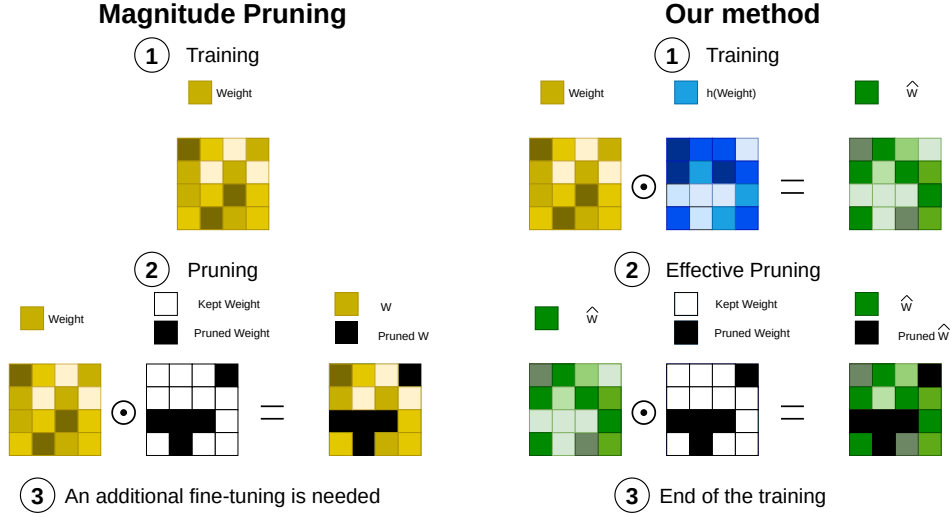 Magnitude Pruning
1 Training
Weight
2 Pruning
Weight
Kept Weight
Pruned Weight
W
Pruned W
3 An additional fine-tuning is needed
Our method
1 Training
Weight
h(Weight)
Ŵ
2 Effective Pruning
Ŵ
Kept Weight
Pruned Weight
Ŵ
Pruned Ŵ
3 End of the training